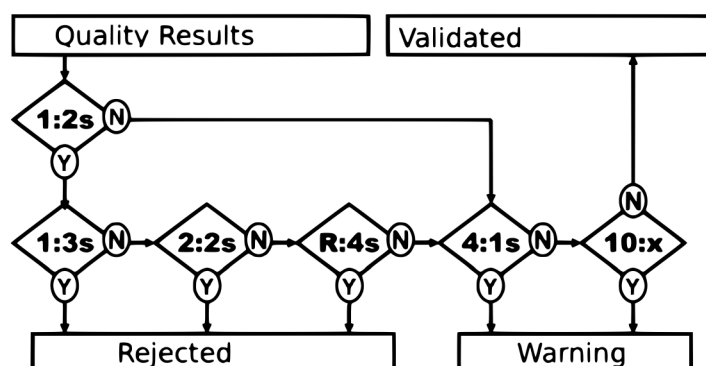 Quality Results
Validated
1:2s
N
Y
N
1:3s
N
2:2s
N
R:4s
N
4:1s
N
10:x
Y
Y
Y
Y
Y
Rejected
Warning